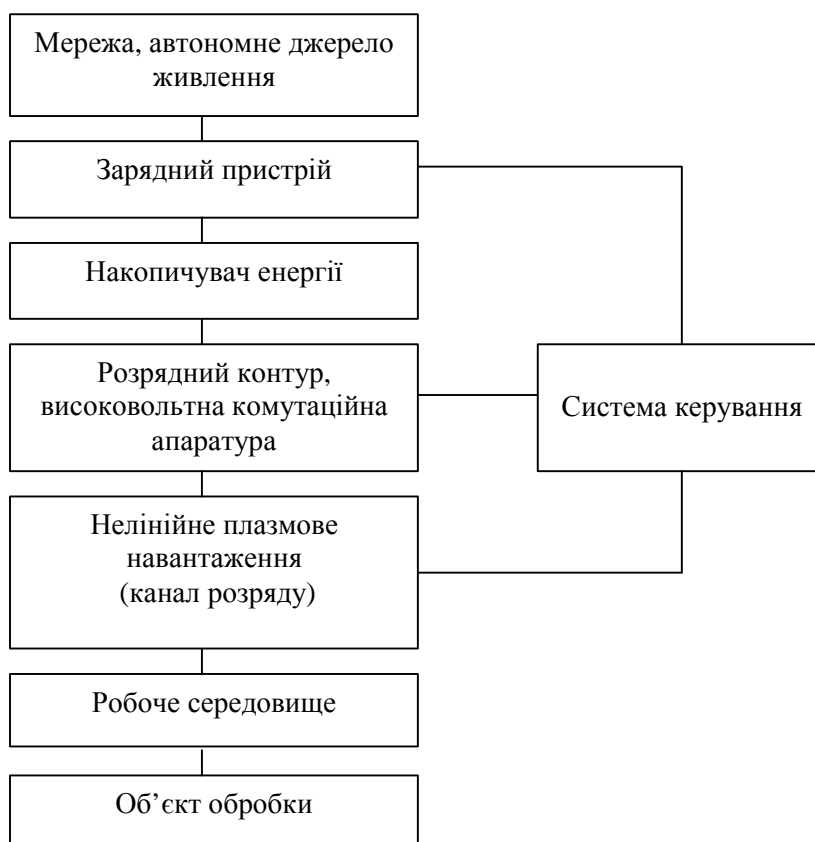 Мережа, автономне джерело
живлення
Зарядний пристрій
Накопичувач енергії
Розрядний контур,
високовольтна комутаційна
апаратура
Система керування
Нелінійне плазмове
навантаження
(канал розряду)
Робоче середовище
Об’єкт обробки